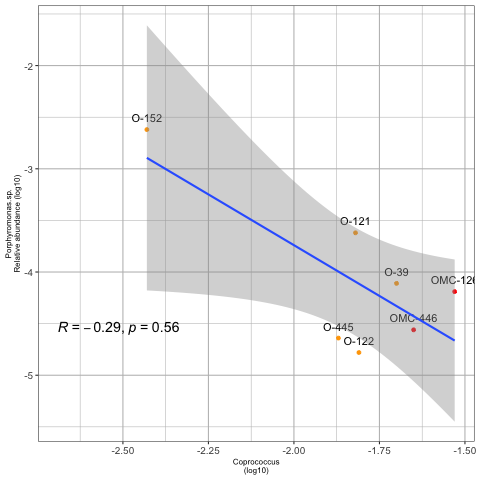 -2
O-152
-3
O-121
Porphyromonas.sp.
Relative abundance (log10)
-4
O-39
OMC-126
OMC-446
R = −0.29, p = 0.56
O-445
O-122
-5
-2.50
-2.25
-2.00
-1.75
-1.50
Coprococcus
(log10)